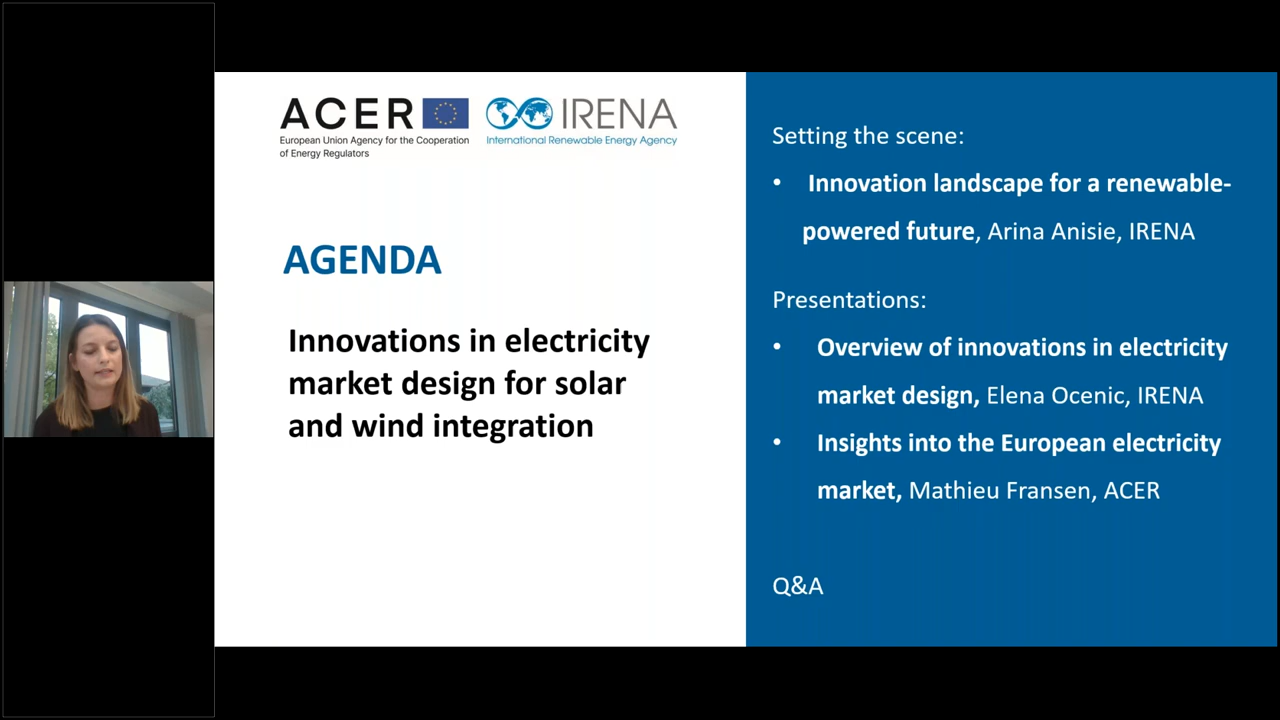 ACER
European Union Agency for the Cooperation
of Energy Regulators
IRENA
International Renewable Energy Agency
AGENDA
Innovations in electricity
market design for solar
and wind integration
Setting the scene:
• Innovation landscape for a renewable-
powered future, Arina Anisie, IRENA
Presentations:
• Overview of innovations in electricity
market design, Elena Ocenic, IRENA
• Insights into the European electricity
market, Mathieu Fransen, ACER
Q&A